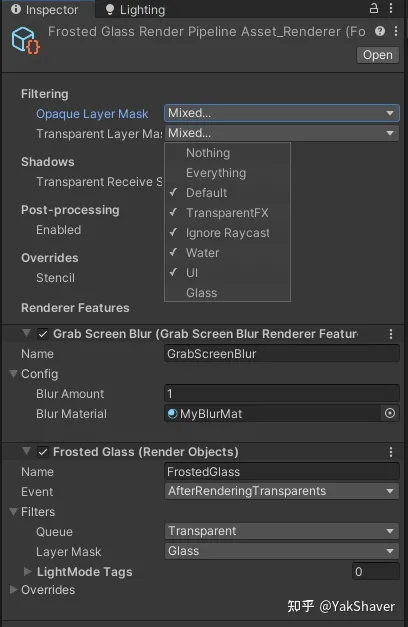 Inspector
Lighting
Frosted Glass Render Pipeline Asset_Renderer (Fo
Open
Filtering
Opaque Layer Mask Mixed...
Transparent Layer Mas Mixed...
Nothing
Everything
Shadows
Transparent Receive S
✓ Default
✓ TransparentFX
Post-processing
Enabled
✓ Ignore Raycast
✓ Water
Overrides
Stencil
✓ UI
Glass
Renderer Features
Grab Screen Blur (Grab Screen Blur Renderer Featur
Name GrabScreenBlur
Config
Blur Amount 1
Blur Material MyBlurMat
Frosted Glass (Render Objects)
Name FrostedGlass
Event AfterRenderingTransparents
Filters
Queue Transparent
Layer Mask Glass
LightMode Tags 0
Overrides
知乎 @YakShaver